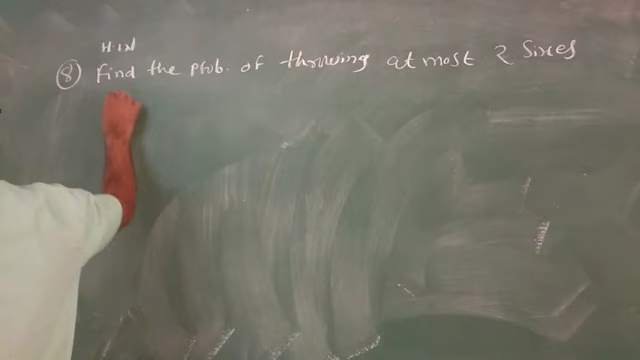 H.W
(8) Find the prob. of throwing at most 2 sixes